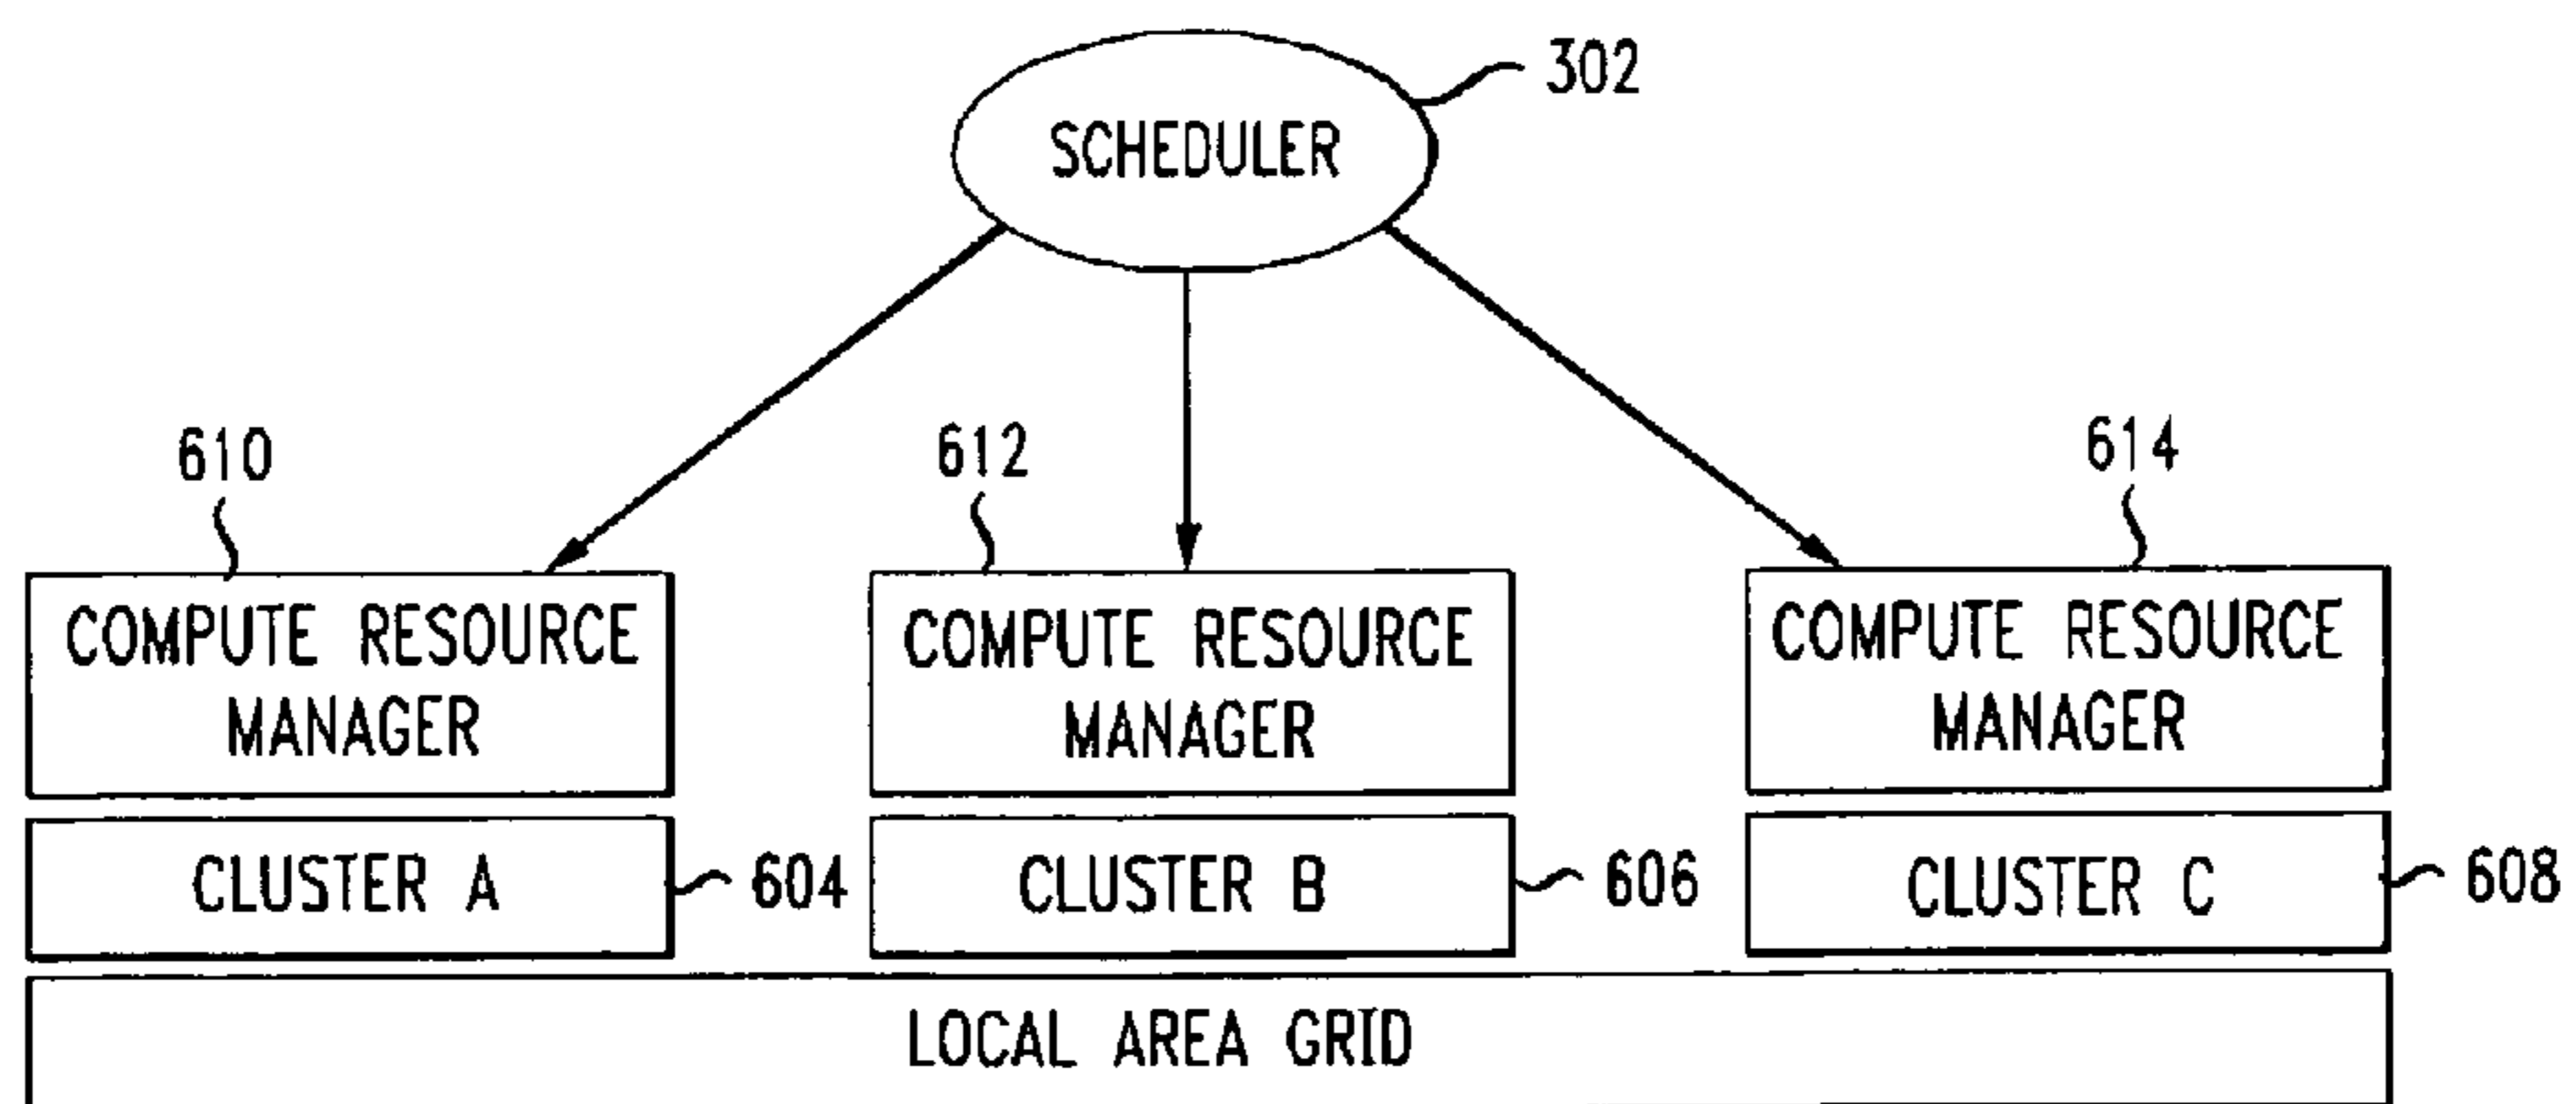 302
SCHEDULER
610
612
614
COMPUTE RESOURCE
MANAGER
COMPUTE RESOURCE
MANAGER
COMPUTE RESOURCE
MANAGER
CLUSTER A
604
CLUSTER B
606
CLUSTER C
608
LOCAL AREA GRID